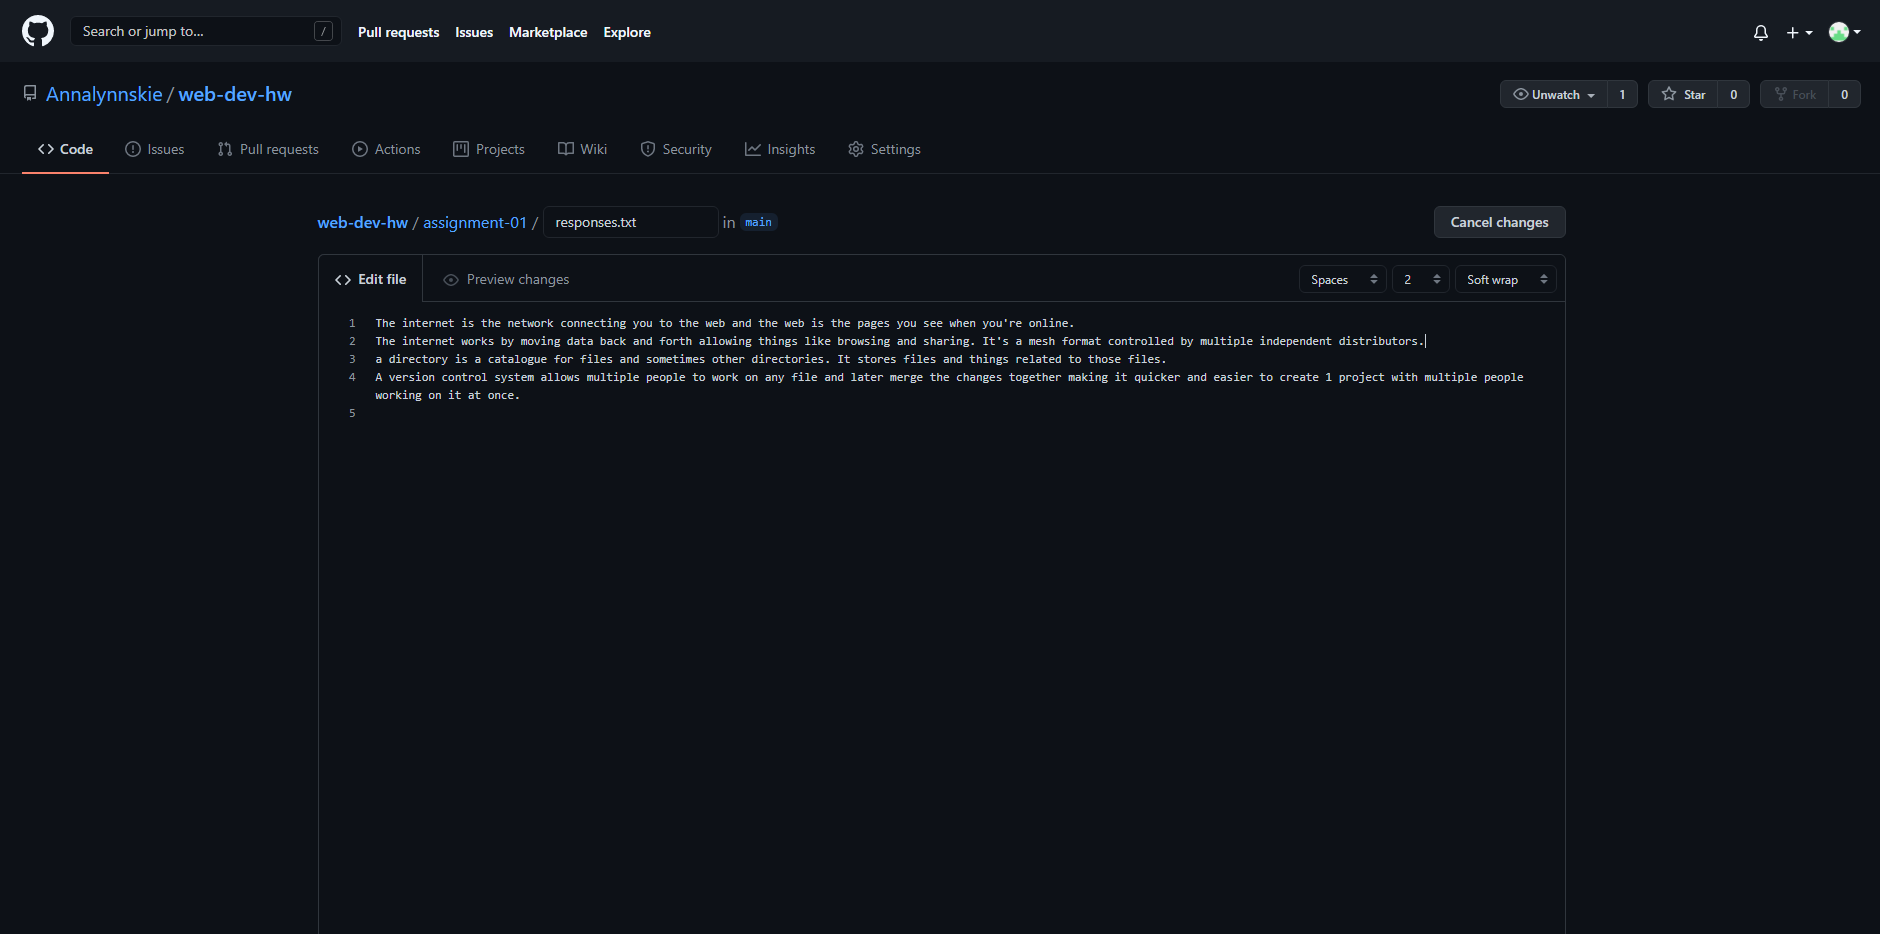 Search or jump to... /
Pull requests Issues Marketplace Explore
Annalynnskie / web-dev-hw
Unwatch 1 Star 0 Fork 0
Code Issues Pull requests Actions Projects Wiki Security Insights Settings
web-dev-hw / assignment-01 / responses.txt in main
Cancel changes
Edit file Preview changes
Spaces 2 Soft wrap
1 The internet is the network connecting you to the web and the web is the pages you see when you're online.
2 The internet works by moving data back and forth allowing things like browsing and sharing. It's a mesh format controlled by multiple independent distributors.
3 a directory is a catalogue for files and sometimes other directories. It stores files and things related to those files.
4 A version control system allows multiple people to work on any file and later merge the changes together making it quicker and easier to create 1 project with multiple people
working on it at once.
5